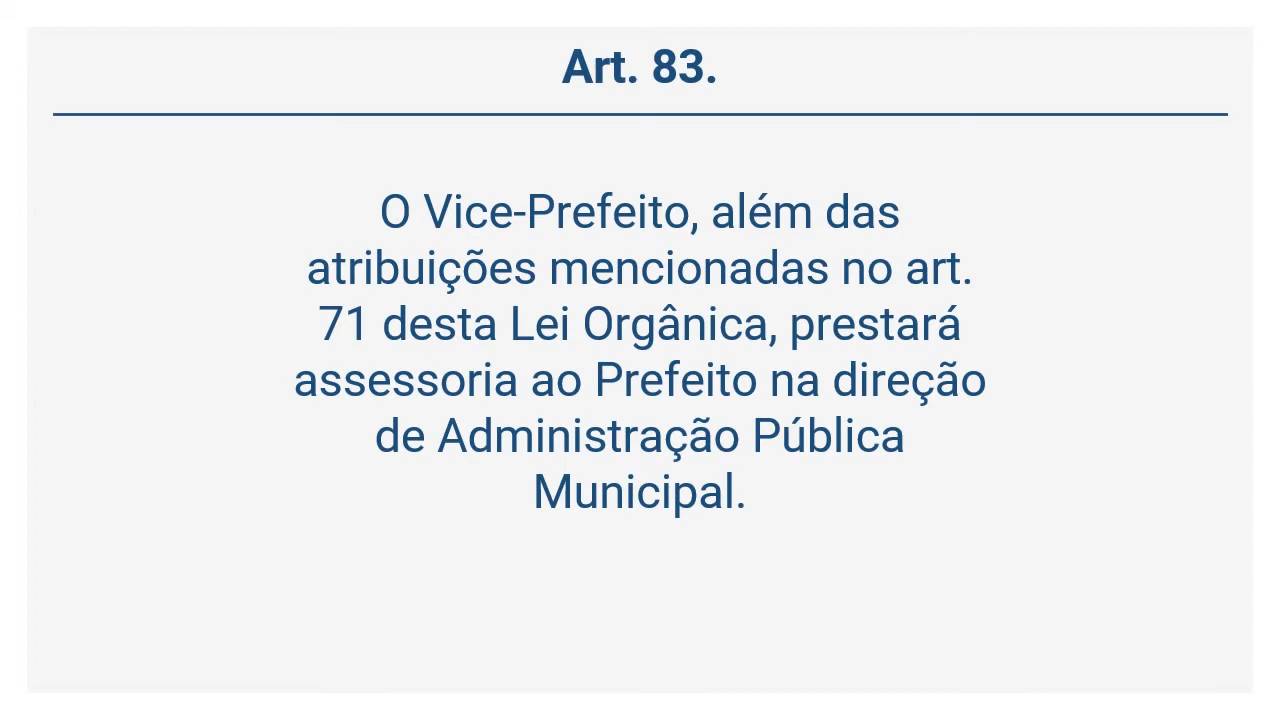 Art. 83.
O Vice-Prefeito, além das
atribuições mencionadas no art.
71 desta Lei Orgânica, prestará
assessoria ao Prefeito na direção
de Administração Pública
Municipal.